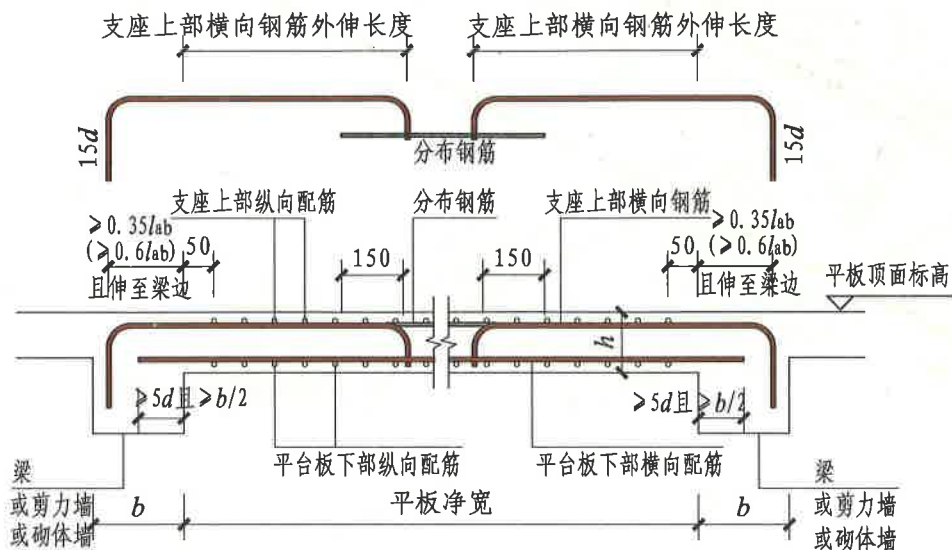 支座上部横向钢筋外伸长度 支座上部横向钢筋外伸长度
15d 15d
分布钢筋
支座上部纵向配筋 分布钢筋 支座上部横向钢筋
⩾0.35lab ⩾0.35lab
(⩾0.6lab) 50 150 150 50 (⩾0.6lab)
且伸至梁边 且伸至梁边 平板顶面标高
h
⩾5d且⩾b/2 ⩾5d且⩾b/2
平台板下部纵向配筋 平台板下部横向配筋
梁 梁
或剪力墙 b 平板净宽 b 或剪力墙
或砌体墙 或砌体墙